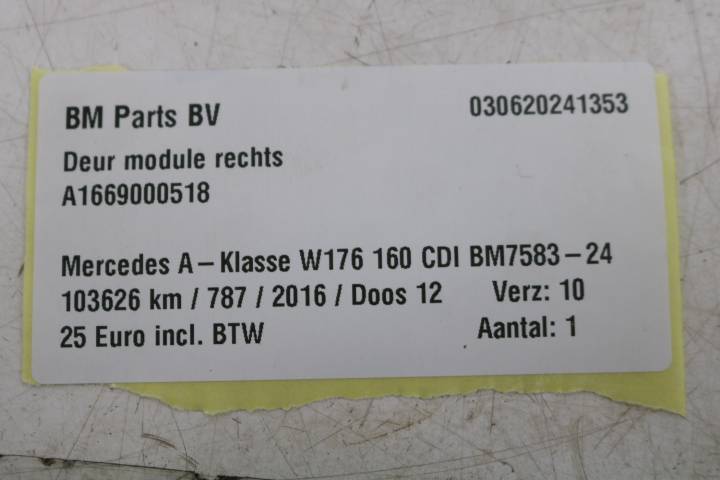 BM Parts BV 030620241353
Deur module rechts
A1669000518
Mercedes A-Klasse W176 160 CDI BM7583-24
103626 km / 787 / 2016 / Doos 12 Verz: 10
25 Euro incl. BTW Aantal: 1